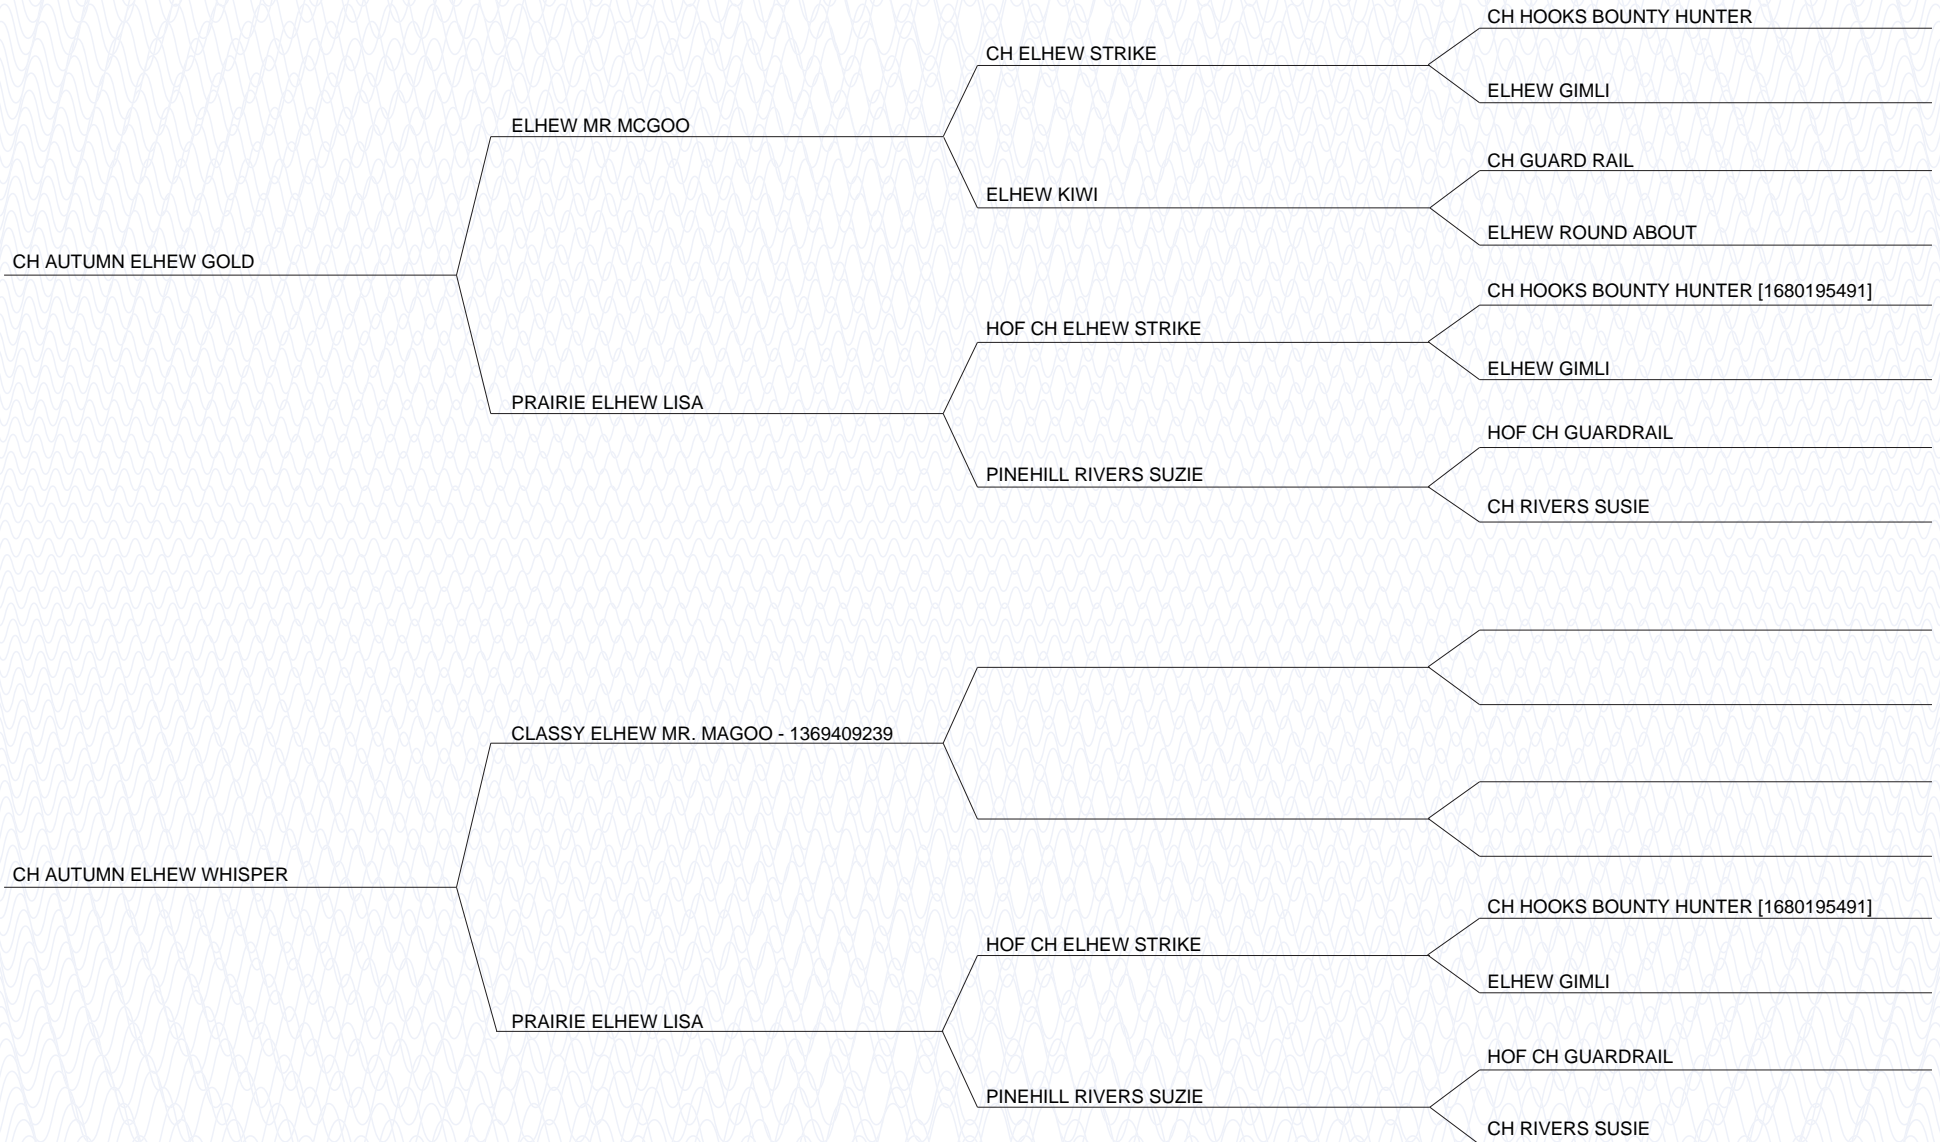 CH HOOKS BOUNTY HUNTER
CH ELHEW STRIKE
ELHEW GIMLI
ELHEW MR MCGOO
CH GUARD RAIL
ELHEW KIWI
ELHEW ROUND ABOUT
CH AUTUMN ELHEW GOLD
CH HOOKS BOUNTY HUNTER [1680195491]
HOF CH ELHEW STRIKE
ELHEW GIMLI
PRAIRIE ELHEW LISA
HOF CH GUARDRAIL
PINEHILL RIVERS SUZIE
CH RIVERS SUSIE
CLASSY ELHEW MR. MAGOO - 1369409239
CH AUTUMN ELHEW WHISPER
CH HOOKS BOUNTY HUNTER [1680195491]
HOF CH ELHEW STRIKE
ELHEW GIMLI
PRAIRIE ELHEW LISA
HOF CH GUARDRAIL
PINEHILL RIVERS SUZIE
CH RIVERS SUSIE